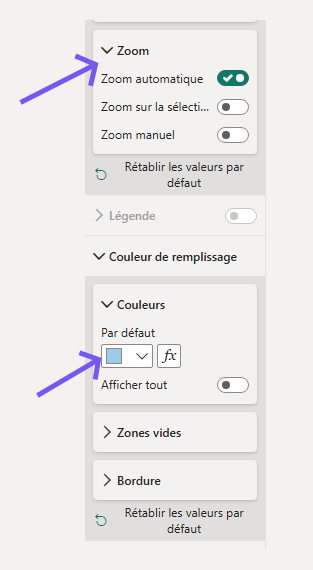 Zoom
Zoom automatique
Zoom sur la sélecti...
Zoom manuel
Rétablir les valeurs par
défaut
Légende
Couleur de remplissage
Couleurs
Par défaut
fx
Afficher tout
Zones vides
Bordure
Rétablir les valeurs par
défaut